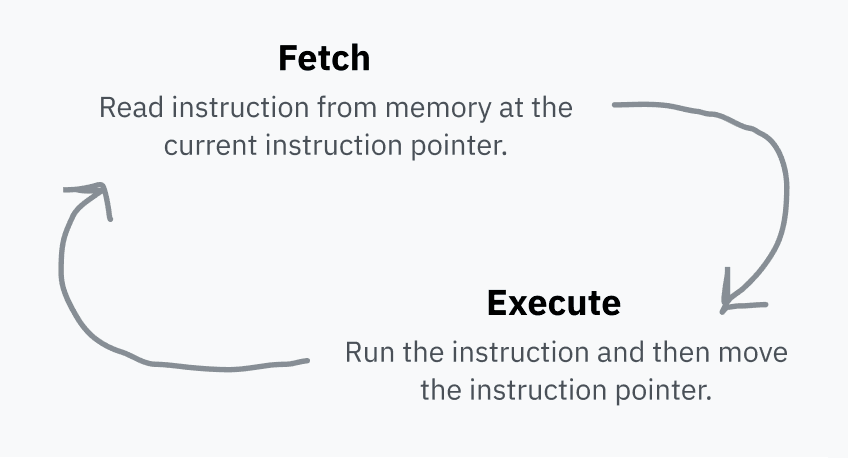 Fetch
Read instruction from memory at the
current instruction pointer.
Execute
Run the instruction and then move
the instruction pointer.